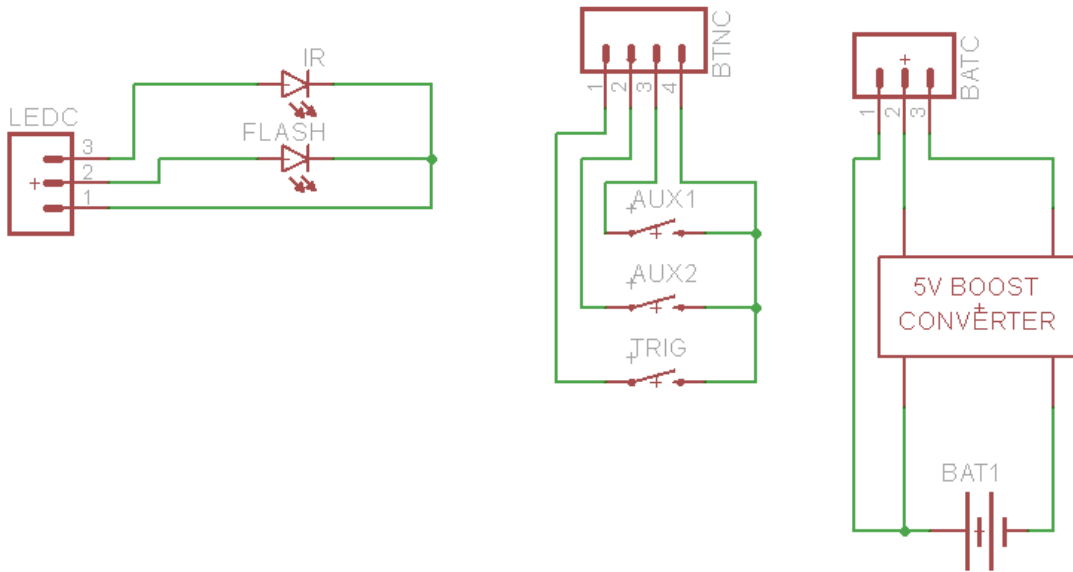 LEDC
3
2
1
IR
FLASH
BTNC
1
2
3
4
AUX1
AUX2
TRIG
BATC
1
2
3
5V BOOST
CONVERTER
BAT1